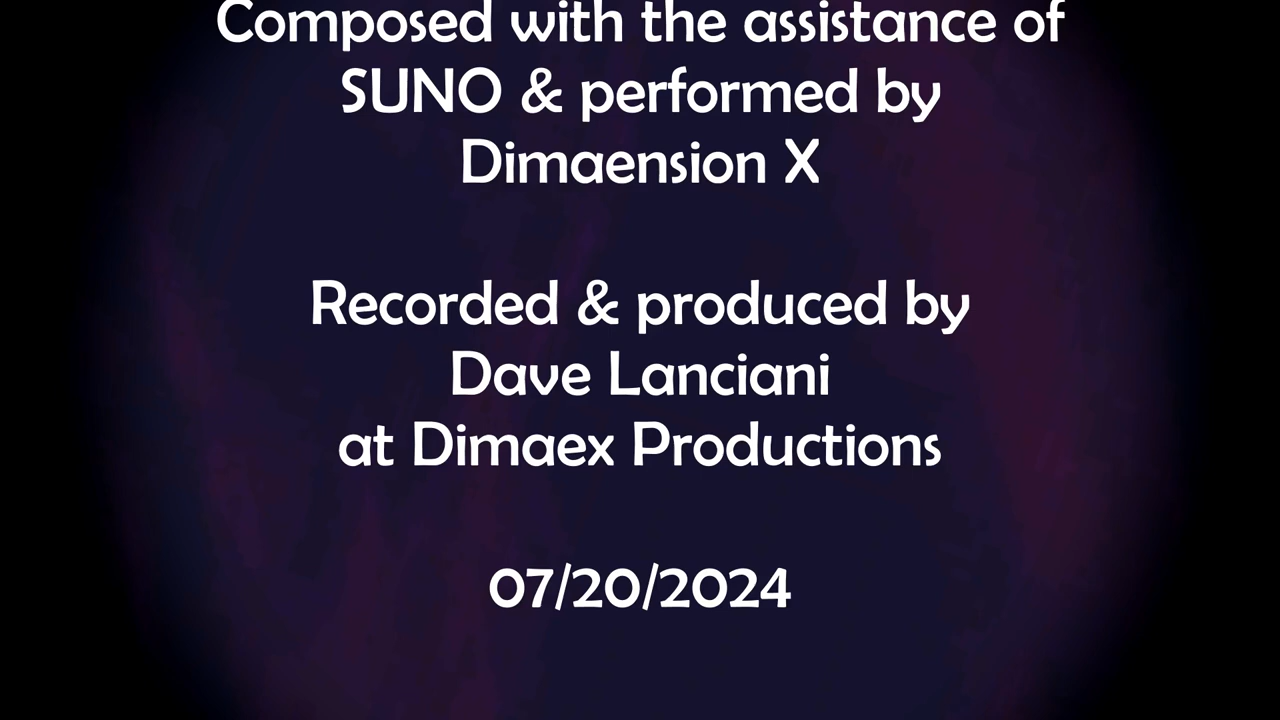 Composed with the assistance of
SUNO & performed by
Dimaension X
Recorded & produced by
Dave Lanciani
at Dimaex Productions
07/20/2024